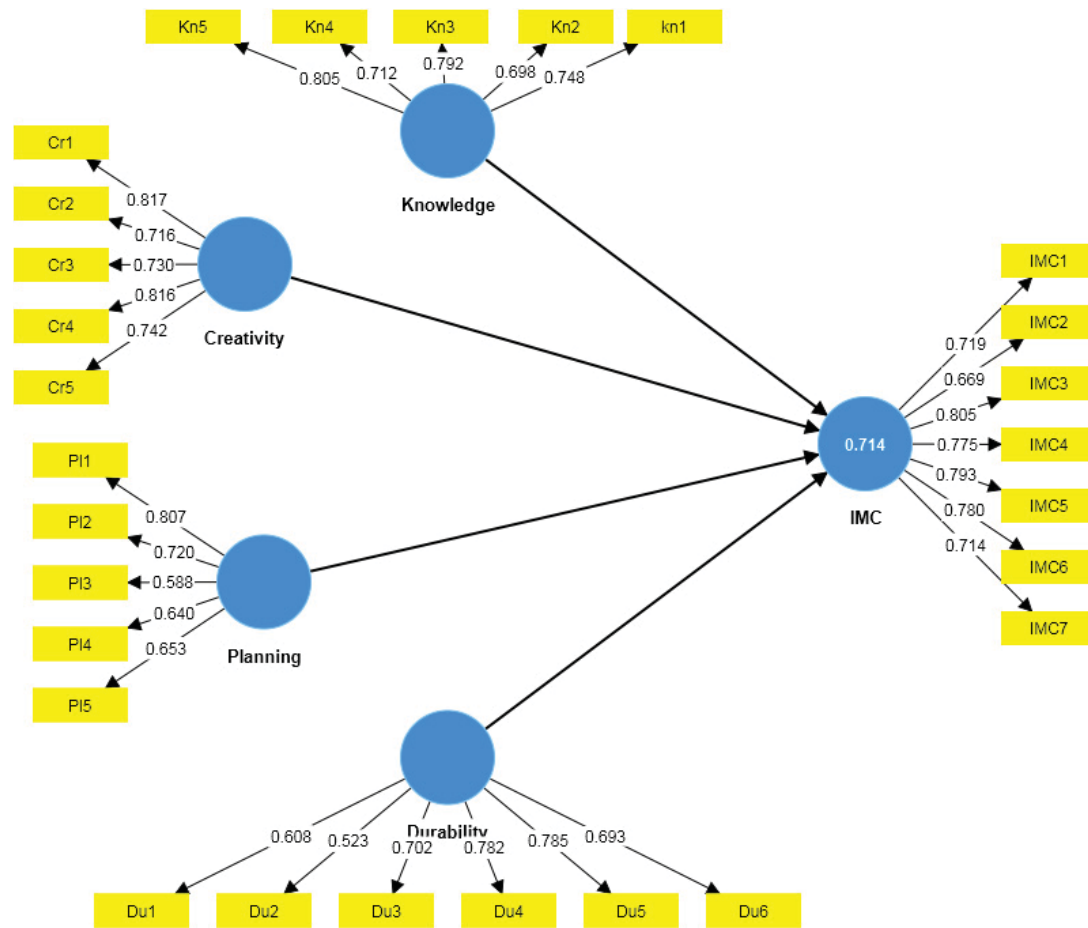 Kn5
Kn4
Kn3
Kn2
kn1
0.805
0.712
0.792
0.698
0.748
Knowledge
Cr1
Cr2
Cr3
Cr4
Cr5
0.817
0.716
0.730
0.816
0.742
Creativity
IMC1
IMC2
IMC3
IMC4
IMC5
IMC6
IMC7
0.719
0.669
0.805
0.775
0.793
0.780
0.714
0.714
IMC
Pl1
Pl2
Pl3
Pl4
Pl5
0.807
0.720
0.588
0.640
0.653
Planning
Durability
0.608
0.523
0.702
0.782
0.785
0.693
Du1
Du2
Du3
Du4
Du5
Du6